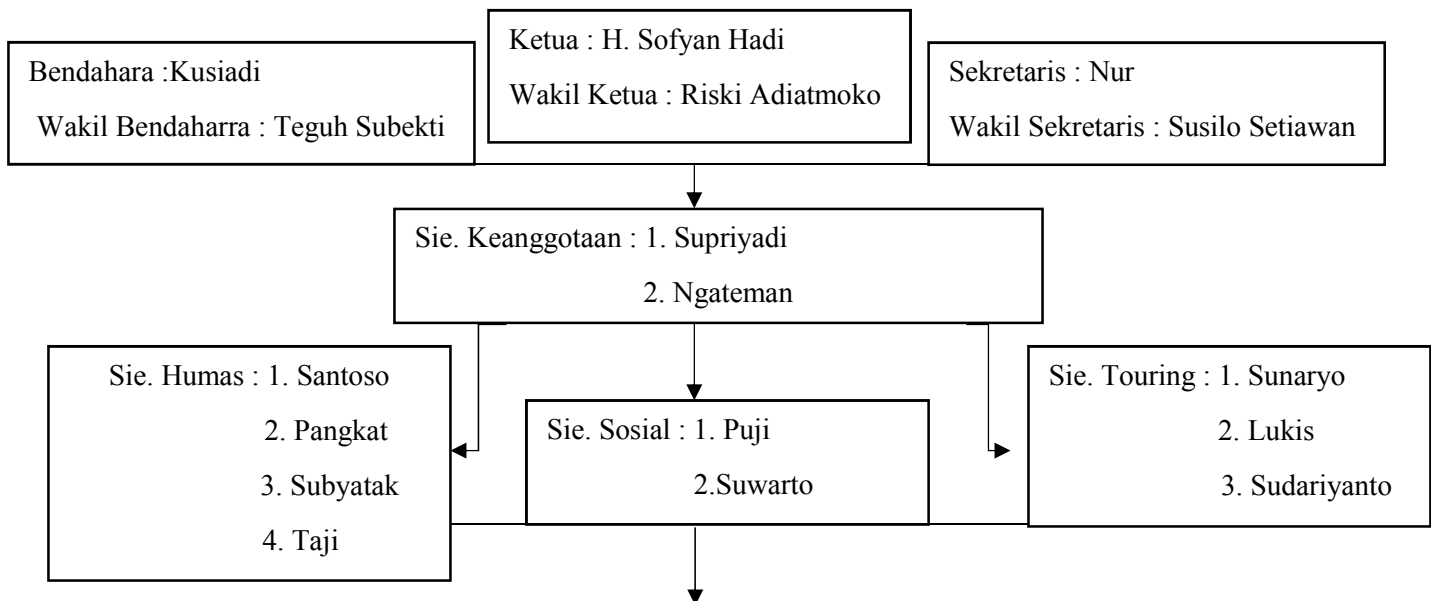 Bendahara :Kusiadi
Wakil Bendaharra : Teguh Subekti
Ketua : H. Sofyan Hadi
Wakil Ketua : Riski Adiatmoko
Sekretaris : Nur
Wakil Sekretaris : Susilo Setiawan
Sie. Keanggotaan : 1. Supriyadi
2. Ngateman
Sie. Humas : 1. Santoso
2. Pangkat
3. Subyatak
4. Taji
Sie. Sosial : 1. Puji
2.Suwarto
Sie. Touring : 1. Sunaryo
2. Lukis
3. Sudariyanto